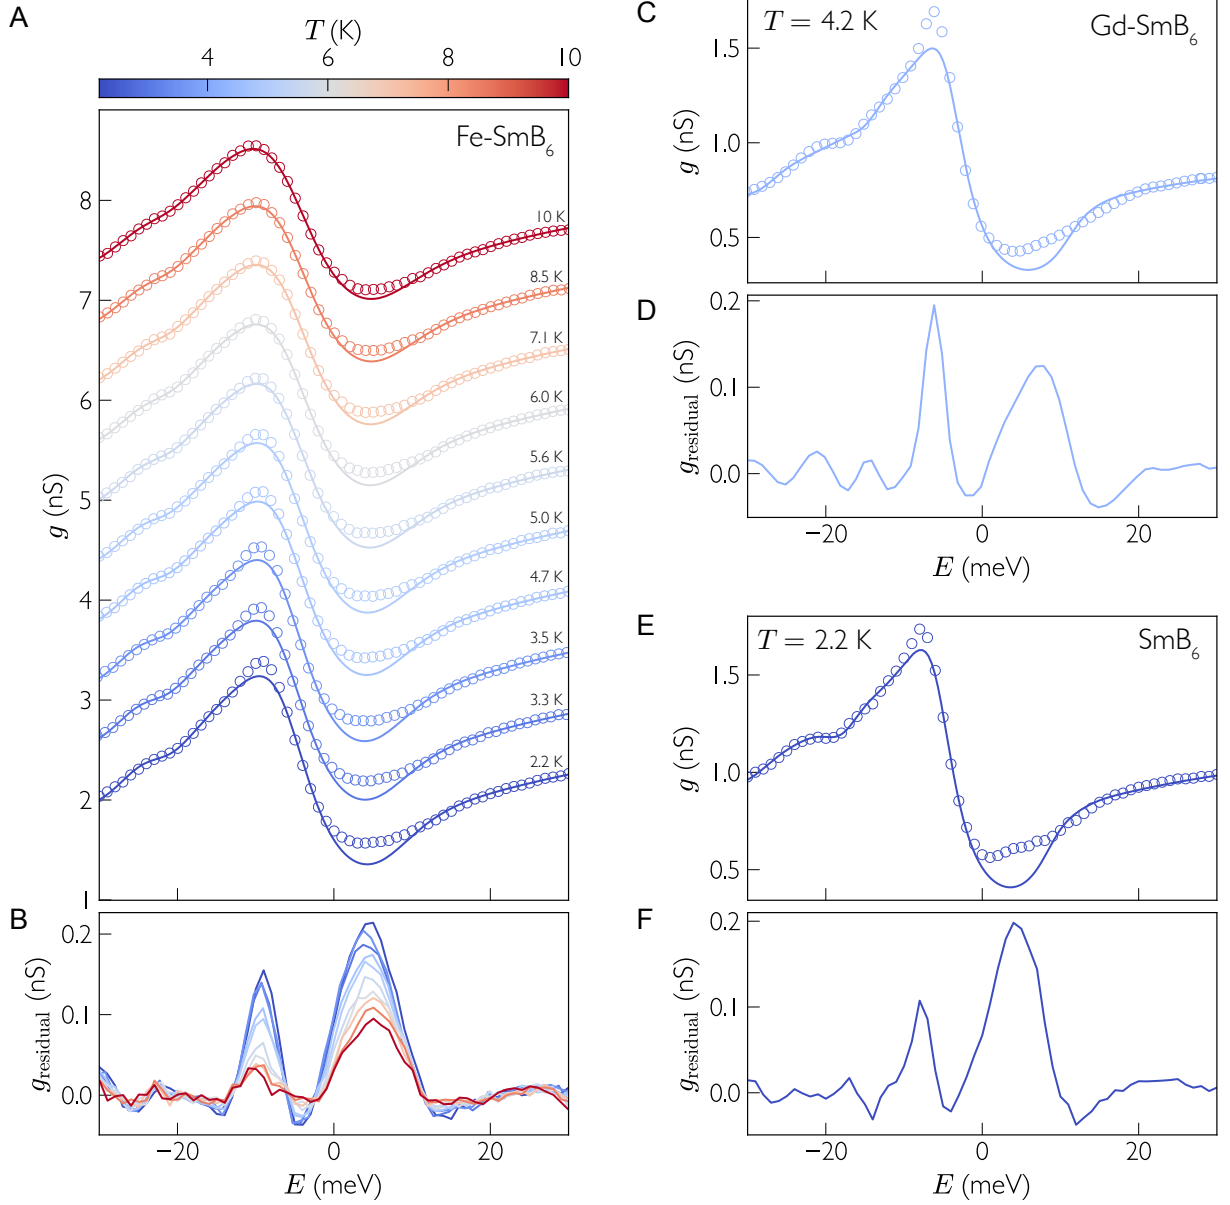 A
T (K)
4 6 8 10
Fe-SmB6
8
7
6
5
4
3
2
1
g (nS)
10 K
8.5 K
7.1 K
6.0 K
5.6 K
5.0 K
4.7 K
3.5 K
3.3 K
2.2 K
B
0.2
0.1
0.0
gresidual (nS)
−20 0 20
E (meV)
C
T = 4.2 K
Gd-SmB6
1.5
1.0
0.5
g (nS)
D
0.2
0.1
0.0
gresidual (nS)
−20 0 20
E (meV)
E
T = 2.2 K
SmB6
1.5
1.0
0.5
g (nS)
F
0.2
0.1
0.0
gresidual (nS)
−20 0 20
E (meV)